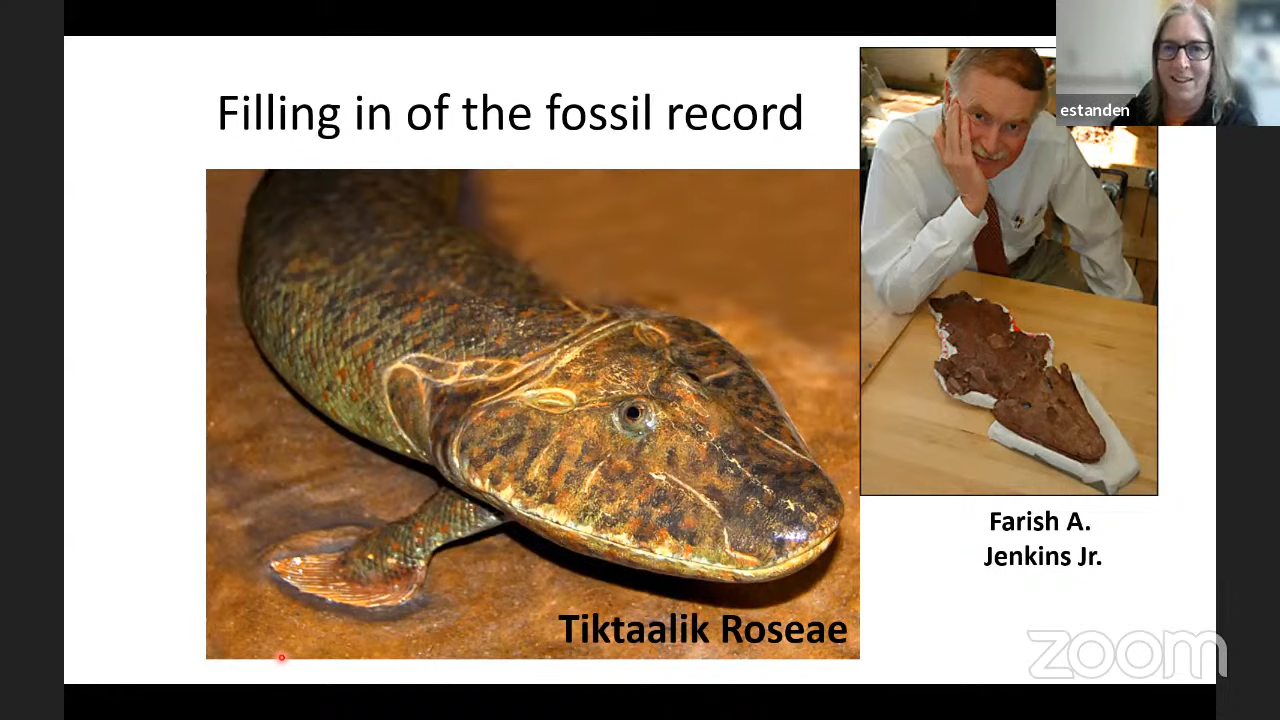 Filling in of the fossil record
estanden
Tiktaalik Roseae
Farish A.
Jenkins Jr.
zoom